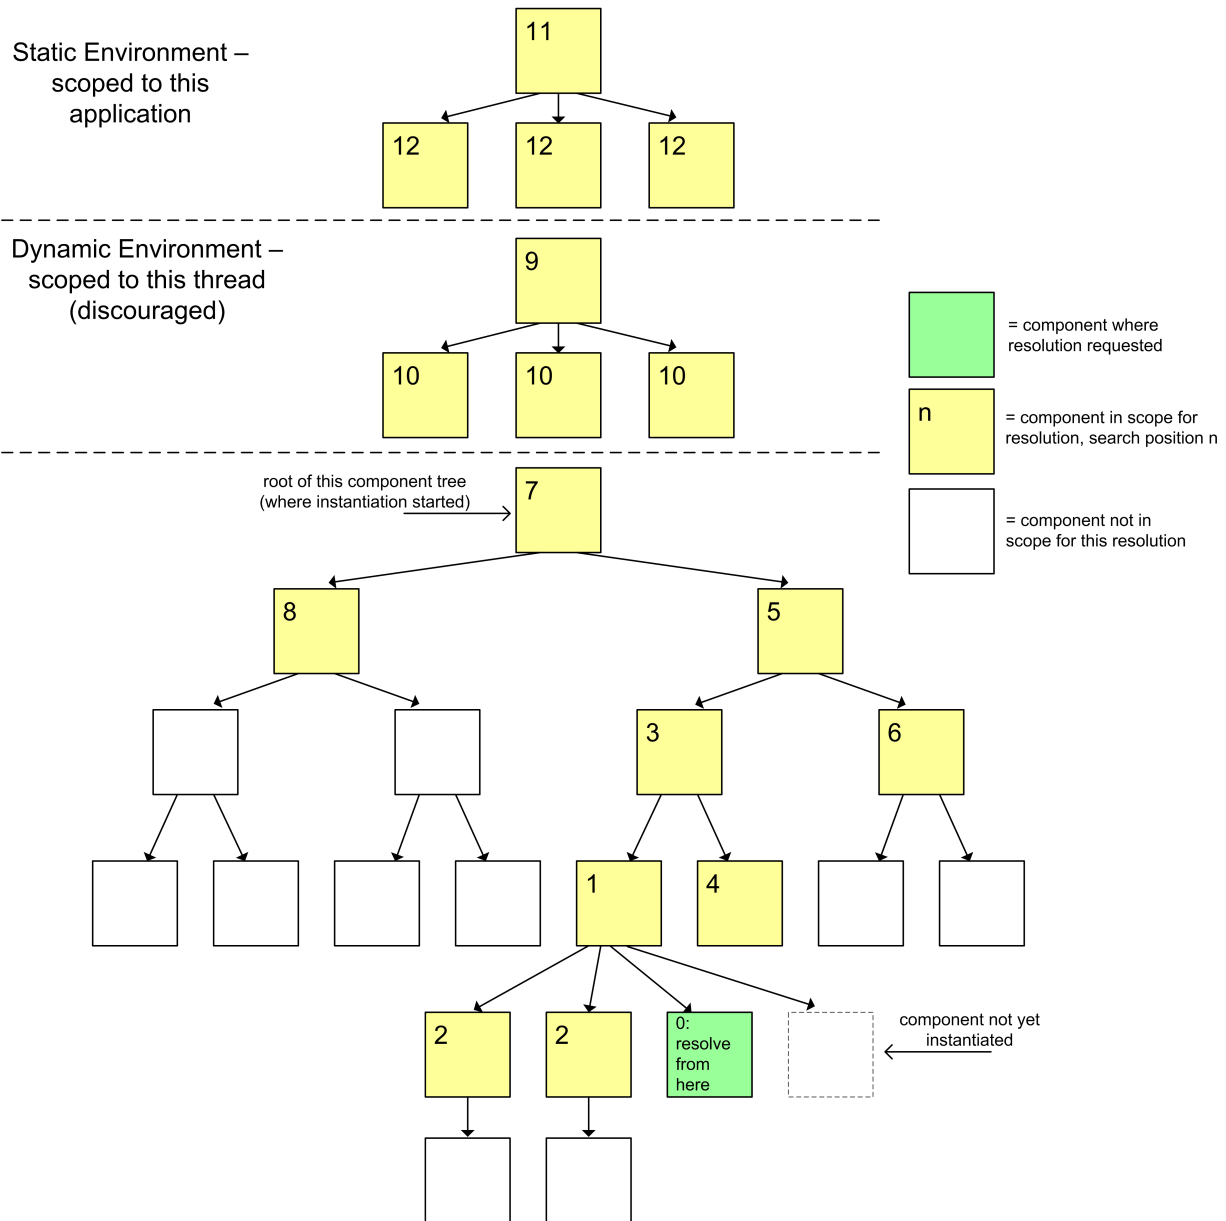 Static Environment –
scoped to this
application
11
12
12
12
Dynamic Environment –
scoped to this thread
(discouraged)
9
10
10
10
= component where
resolution requested
n
= component in scope for
resolution, search position n
= component not in
scope for this resolution
root of this component tree
(where instantiation started)
7
8
5
3
6
1
4
2
2
0:
resolve
from
here
component not yet
instantiated